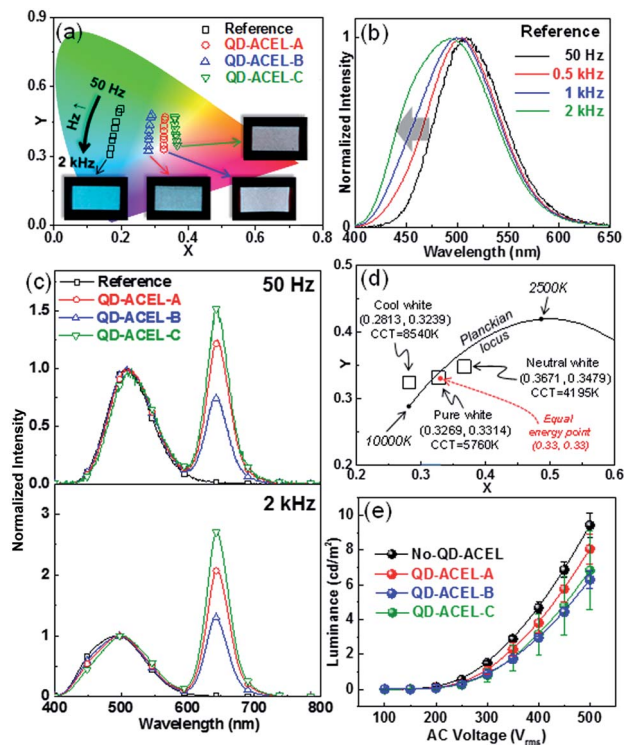 (a)
Reference
QD-ACEL-A
QD-ACEL-B
QD-ACEL-C
0.9
0.6
0.3
0.0
Y
50 Hz
Hz ↑
2 kHz
0.0 0.2 0.4 0.6 0.8
X
(b)
Reference
50 Hz
0.5 kHz
1 kHz
2 kHz
Normalized Intensity
1
0
400 450 500 550 600 650
Wavelength (nm)
(c)
Reference
QD-ACEL-A
QD-ACEL-B
QD-ACEL-C
50 Hz
1.5
1.0
0.5
0.0
Normalized Intensity
2 kHz
3
2
1
0
400 500 600 700 800
Wavelength (nm)
(d)
2500K
Cool white
(0.2813, 0.3239)
CCT=8540K
Planckian
locus
Neutral white
(0.3671, 0.3479)
CCT=4195K
Pure white
(0.3269, 0.3314)
CCT=5760K
Equal
energy point
(0.33, 0.33)
10000K
0.5
0.4
0.3
0.2
Y
0.2 0.3 0.4 0.5 0.6
X
(e)
No-QD-ACEL
QD-ACEL-A
QD-ACEL-B
QD-ACEL-C
Luminance (cd/m²)
10
8
6
4
2
0
100 200 300 400 500
AC Voltage (Vrms)